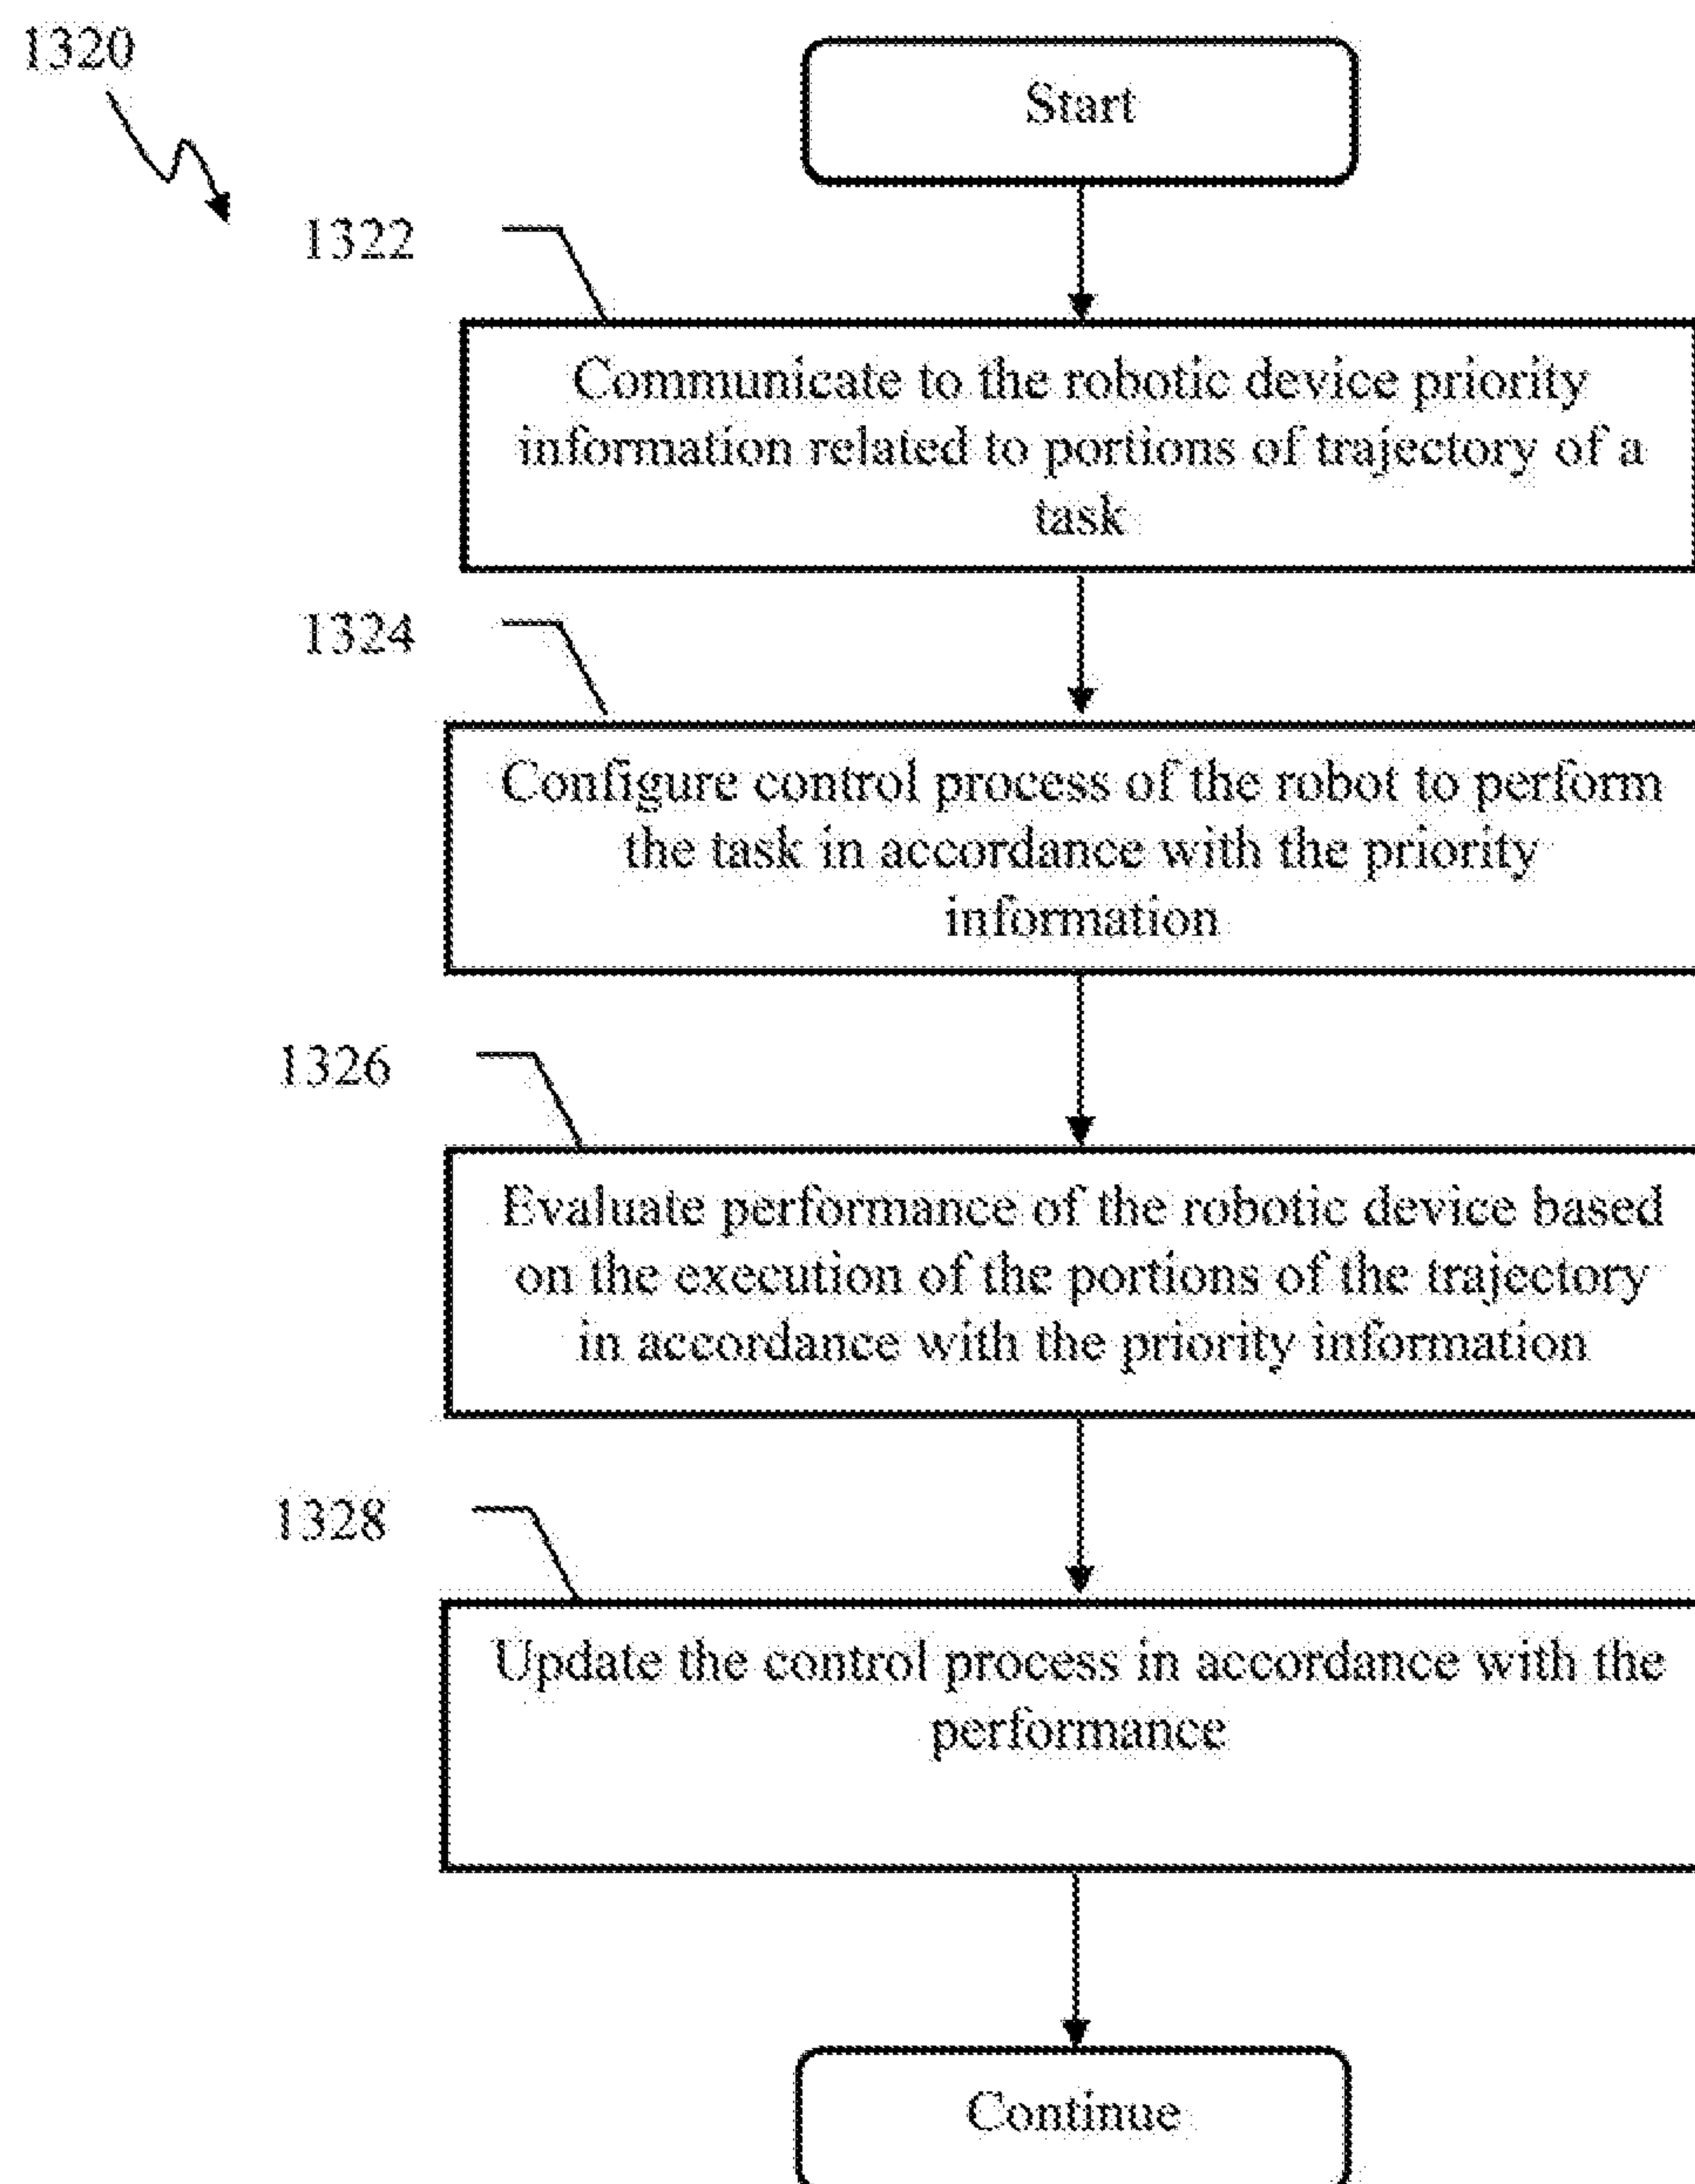 1320
Start
1322
Communicate to the robotic device priority
information related to portions of trajectory of a
task
1324
Configure control process of the robot to perform
the task in accordance with the priority
information
1326
Evaluate performance of the robotic device based
on the execution of the portions of the trajectory
in accordance with the priority information
1328
Update the control process in accordance with the
performance
Continue